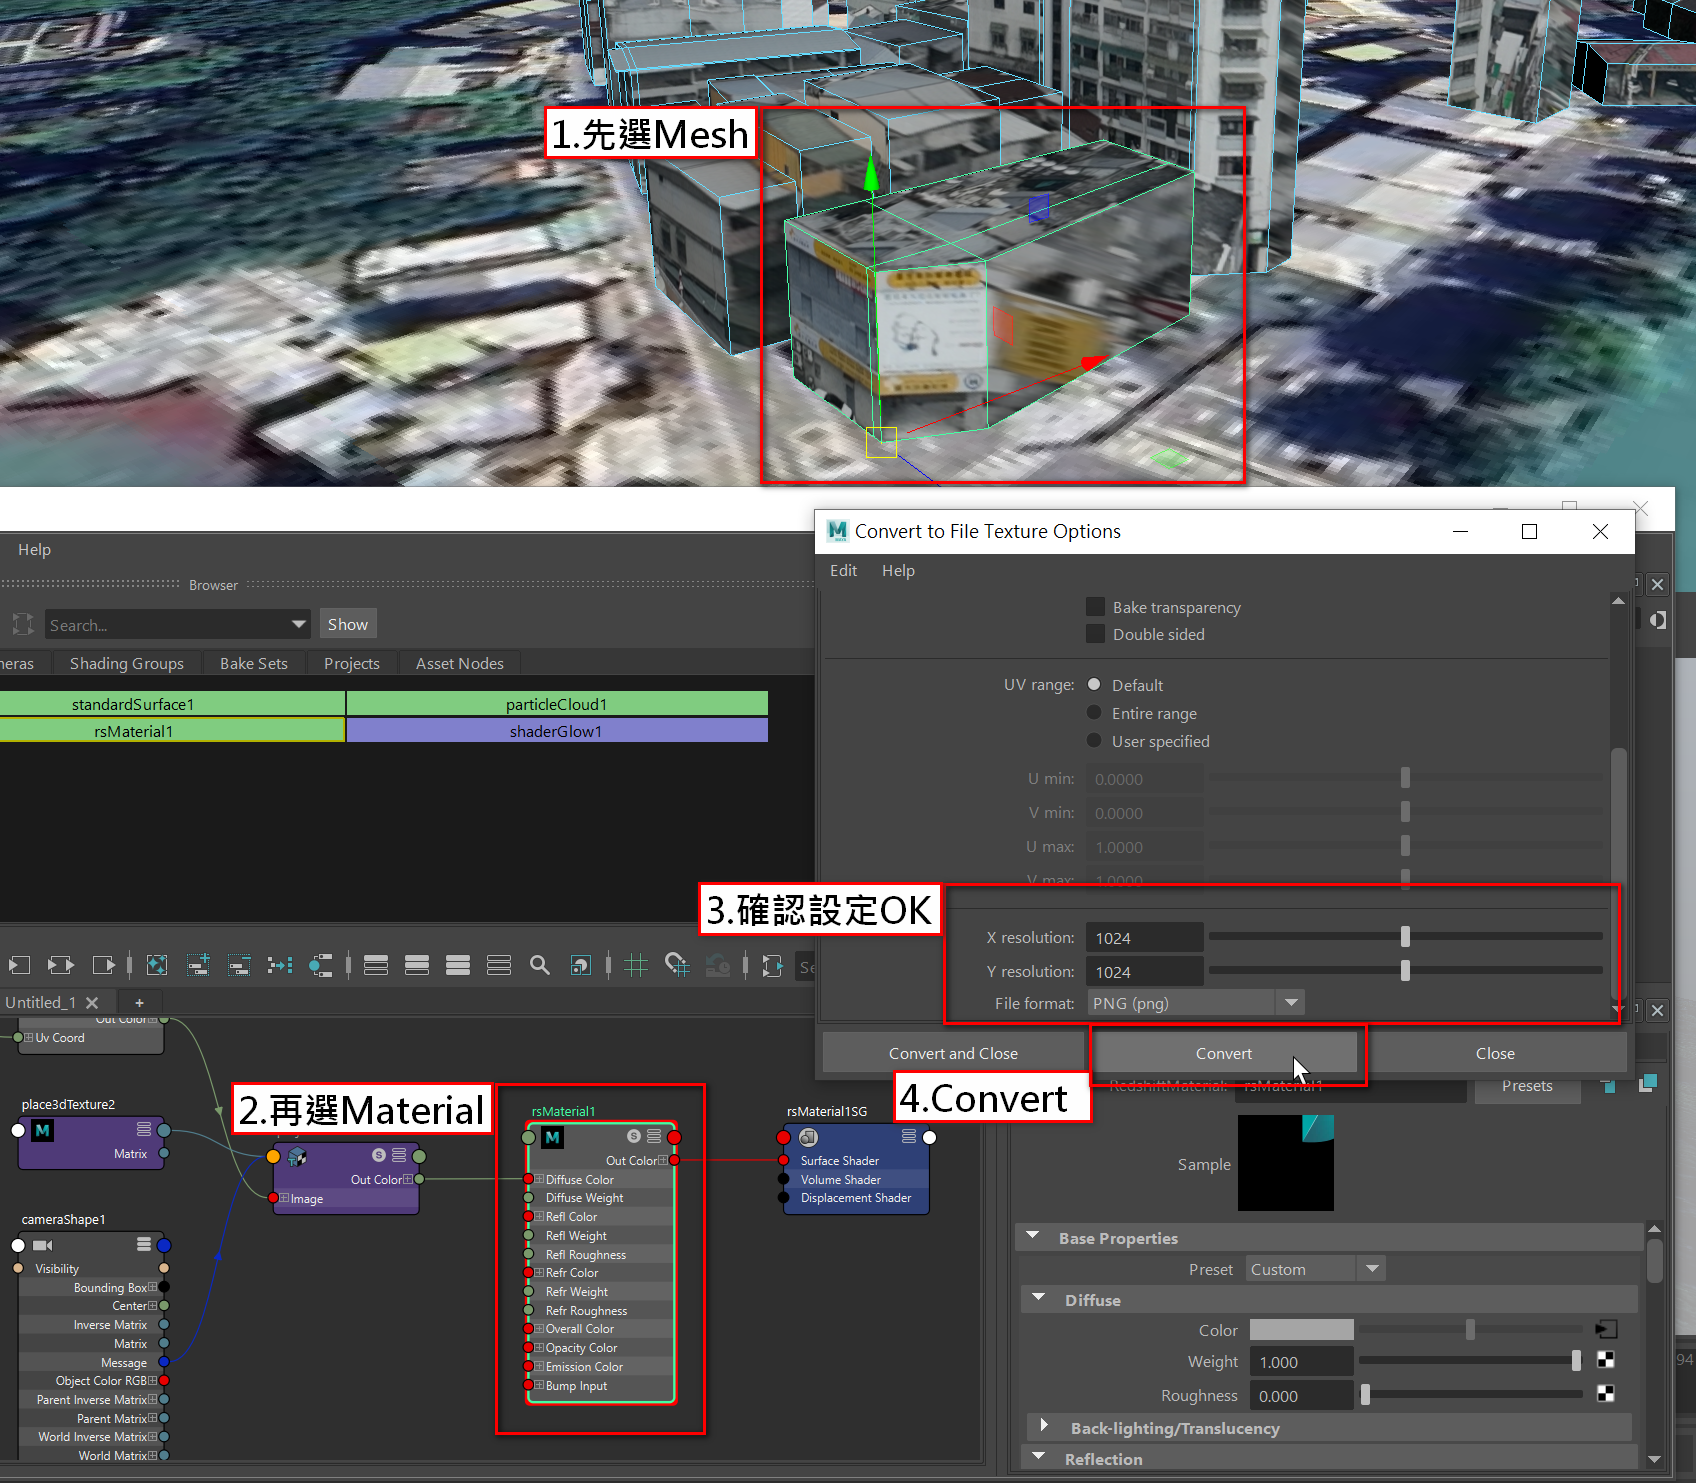 1.先選Mesh
Convert to File Texture Options
Edit Help
Help
Browser
Search...
Show
Bake transparency
Double sided
UV range:
Default
Entire range
User specified
eras
Shading Groups
Bake Sets
Projects
Asset Nodes
standardSurface1
particleCloud1
rsMaterial1
shaderGlow1
U min:
0.0000
V min:
0.0000
U max:
1.0000
V max:
1.0000
3.確認設定OK
X resolution:
1024
Y resolution:
1024
File format:
PNG (png)
Untitled_1
+
Convert and Close
Convert
Close
4.Convert
RedshiftMaterial:
rsMaterial1
Presets
Out Color
Uv Coord
place3dTexture2
Matrix
2.再選Material
Out Color
Image
rsMaterial1
Out Color
Diffuse Color
Diffuse Weight
Refl Color
Refl Weight
Refl Roughness
Refr Color
Refr Weight
Refr Roughness
Overall Color
Opacity Color
Emission Color
Bump Input
rsMaterial1SG
Surface Shader
Volume Shader
Displacement Shader
cameraShape1
Visibility
Bounding Box
Center
Inverse Matrix
Matrix
Message
Object Color RGB
Parent Inverse Matrix
Parent Matrix
World Inverse Matrix
World Matrix
Sample
Base Properties
Preset
Custom
Diffuse
Color
Weight
1.000
Roughness
0.000
Back-lighting/Translucency
Reflection
94